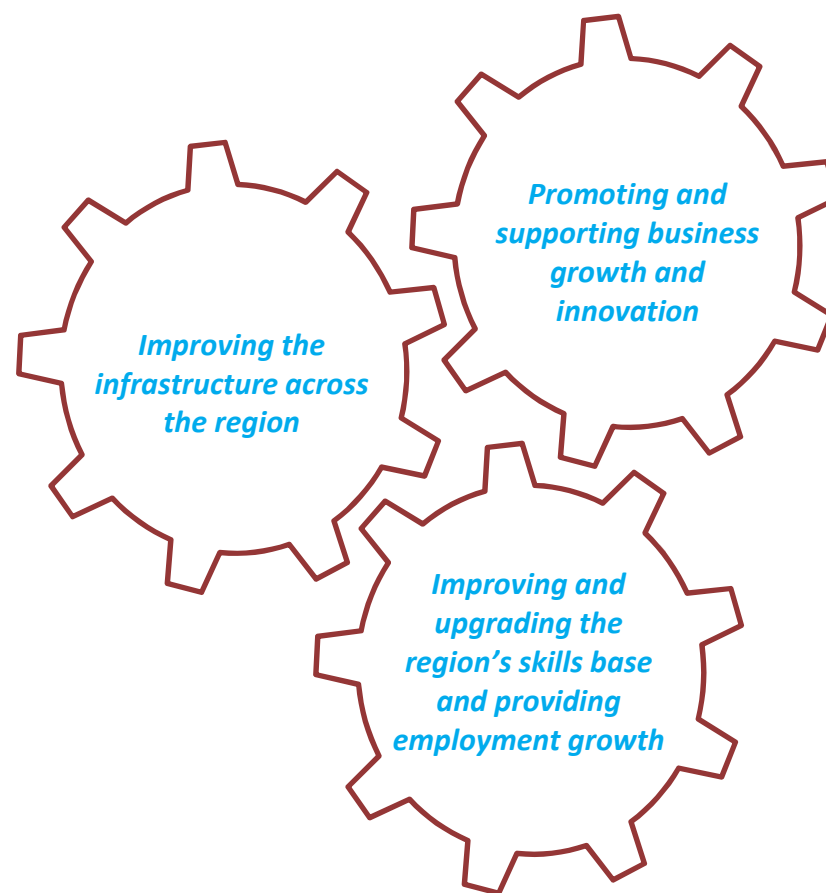 Promoting and
supporting business
growth and
innovation
Improving the
infrastructure across
the region
Improving and
upgrading the
region’s skills base
and providing
employment growth